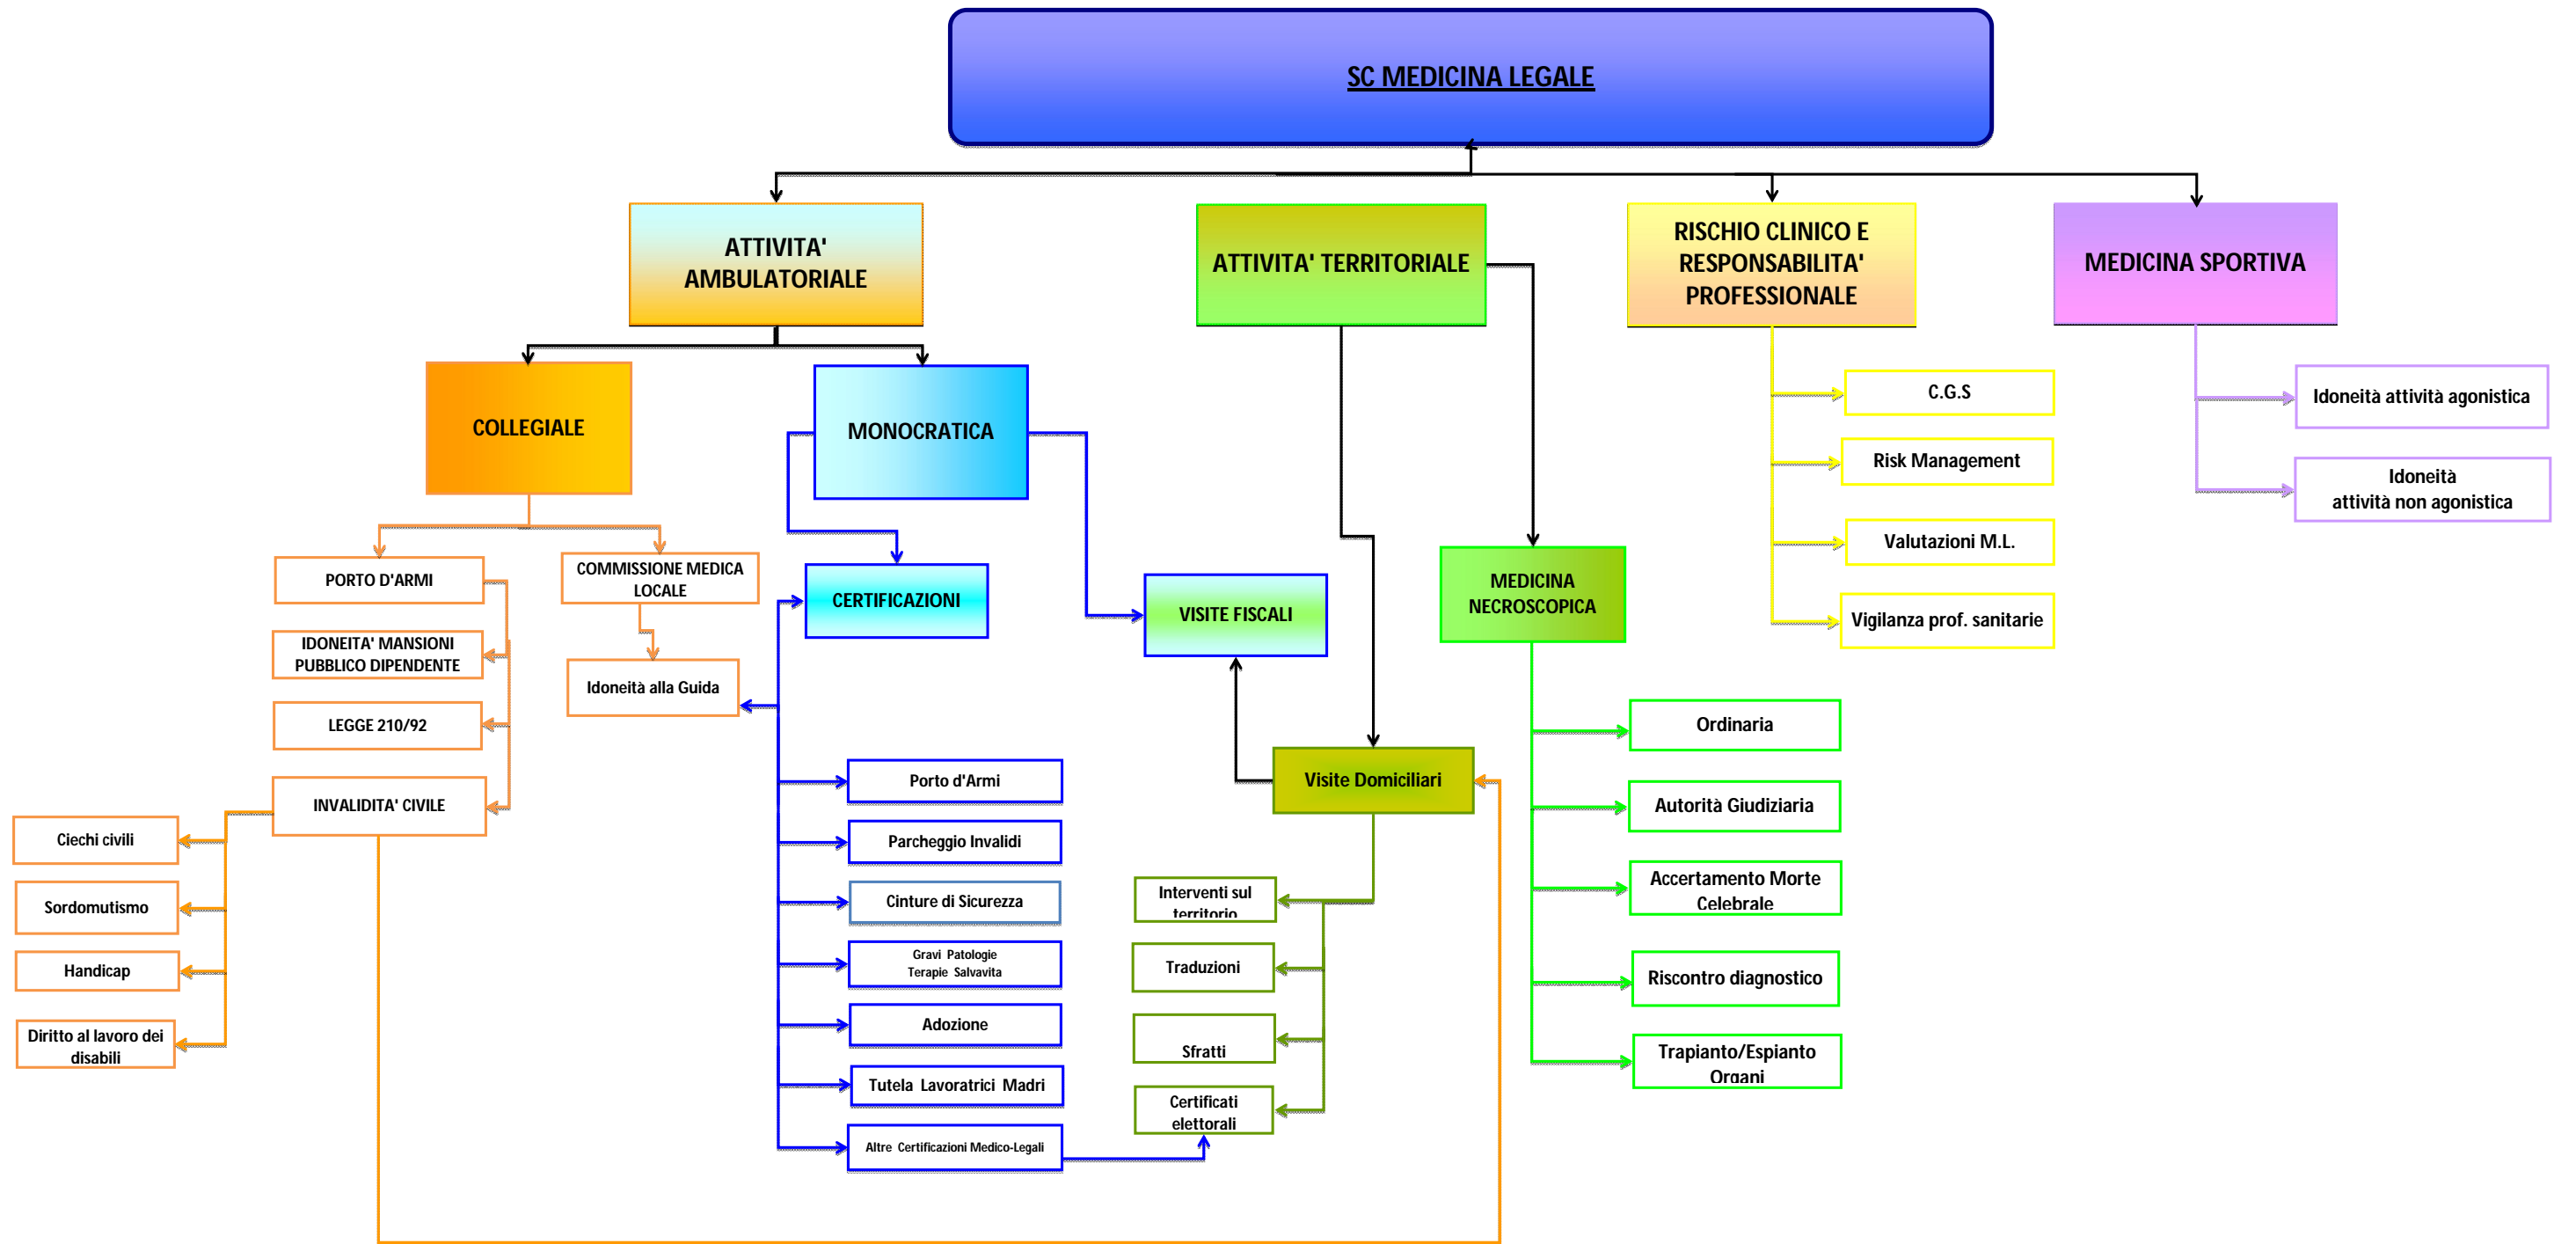 SC MEDICINA LEGALE
ATTIVITA'
AMBULATORIALE
ATTIVITA' TERRITORIALE
RISCHIO CLINICO E
RESPONSABILITA'
PROFESSIONALE
MEDICINA SPORTIVA
COLLEGIALE
MONOCRATICA
C.G.S
Risk Management
Valutazioni M.L.
Vigilanza prof. sanitarie
Idoneità attività agonistica
Idoneità
attività non agonistica
PORTO D'ARMI
COMMISSIONE MEDICA
LOCALE
CERTIFICAZIONI
VISITE FISCALI
MEDICINA
NECROSCOPICA
IDONEITA' MANSIONI
PUBBLICO DIPENDENTE
Idoneità alla Guida
LEGGE 210/92
INVALIDITA' CIVILE
Ciechi civili
Sordomutismo
Handicap
Diritto al lavoro dei
disabili
Porto d'Armi
Parcheggio Invalidi
Cinture di Sicurezza
Gravi Patologie
Terapie Salvavita
Adozione
Tutela Lavoratrici Madri
Altre Certificazioni Medico-Legali
Visite Domiciliari
Interventi sul
territorio
Traduzioni
Sfratti
Certificati
elettorali
Ordinaria
Autorità Giudiziaria
Accertamento Morte
Celebrale
Riscontro diagnostico
Trapianto/Espianto
Organi